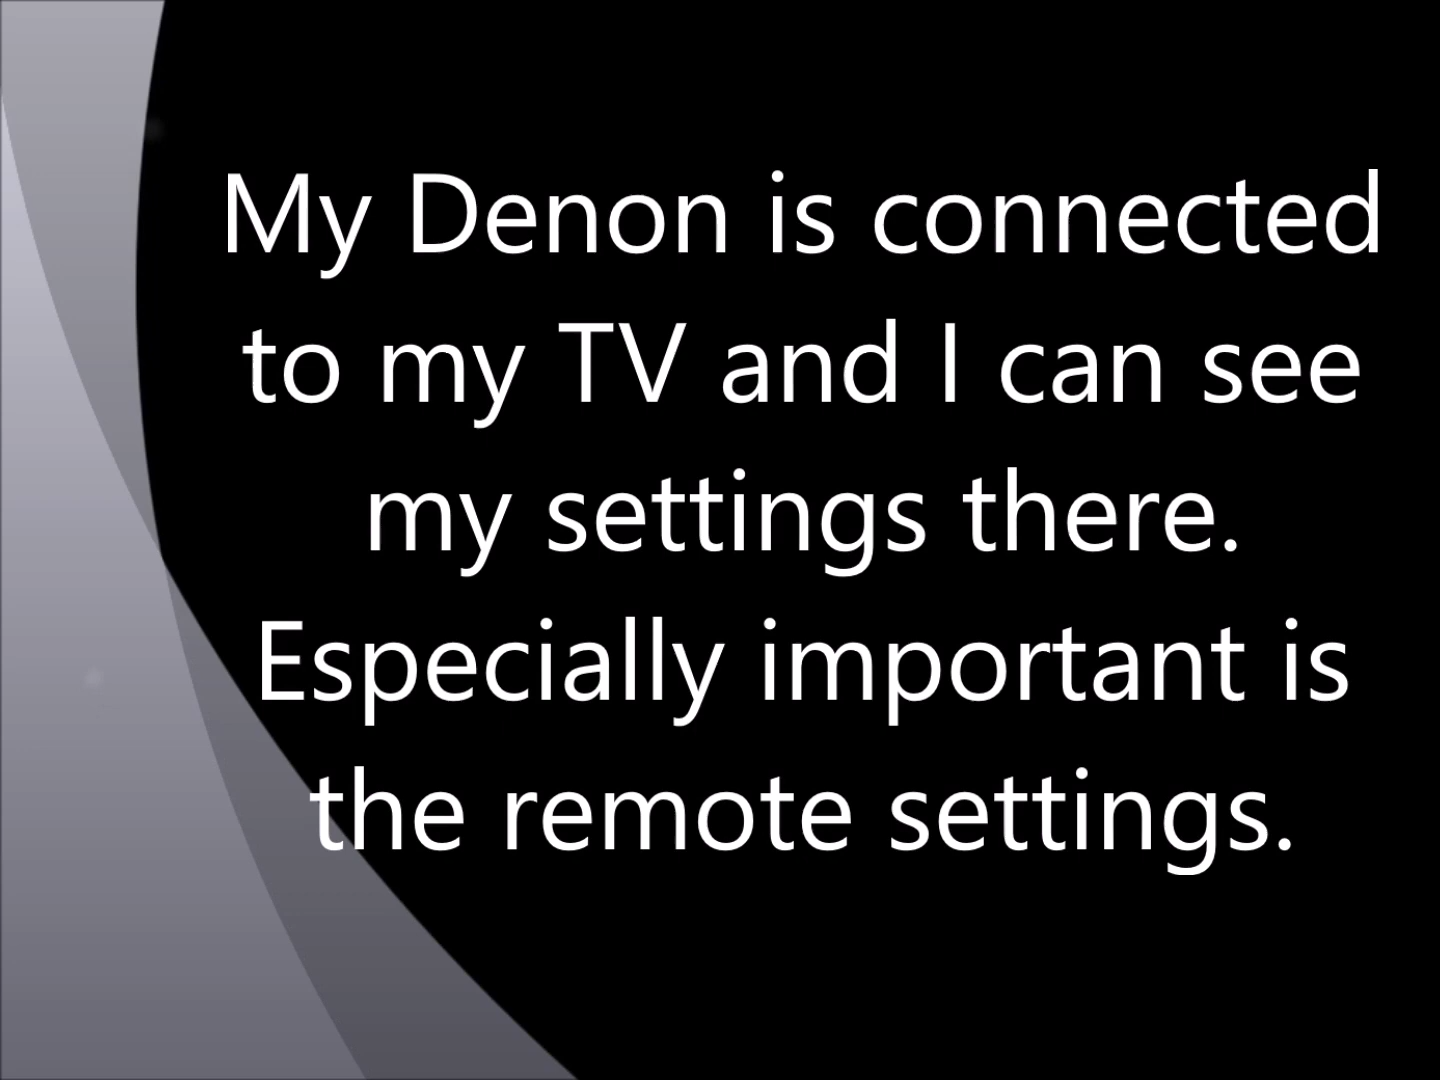 My Denon is connected
to my TV and I can see
my settings there.
Especially important is
the remote settings.